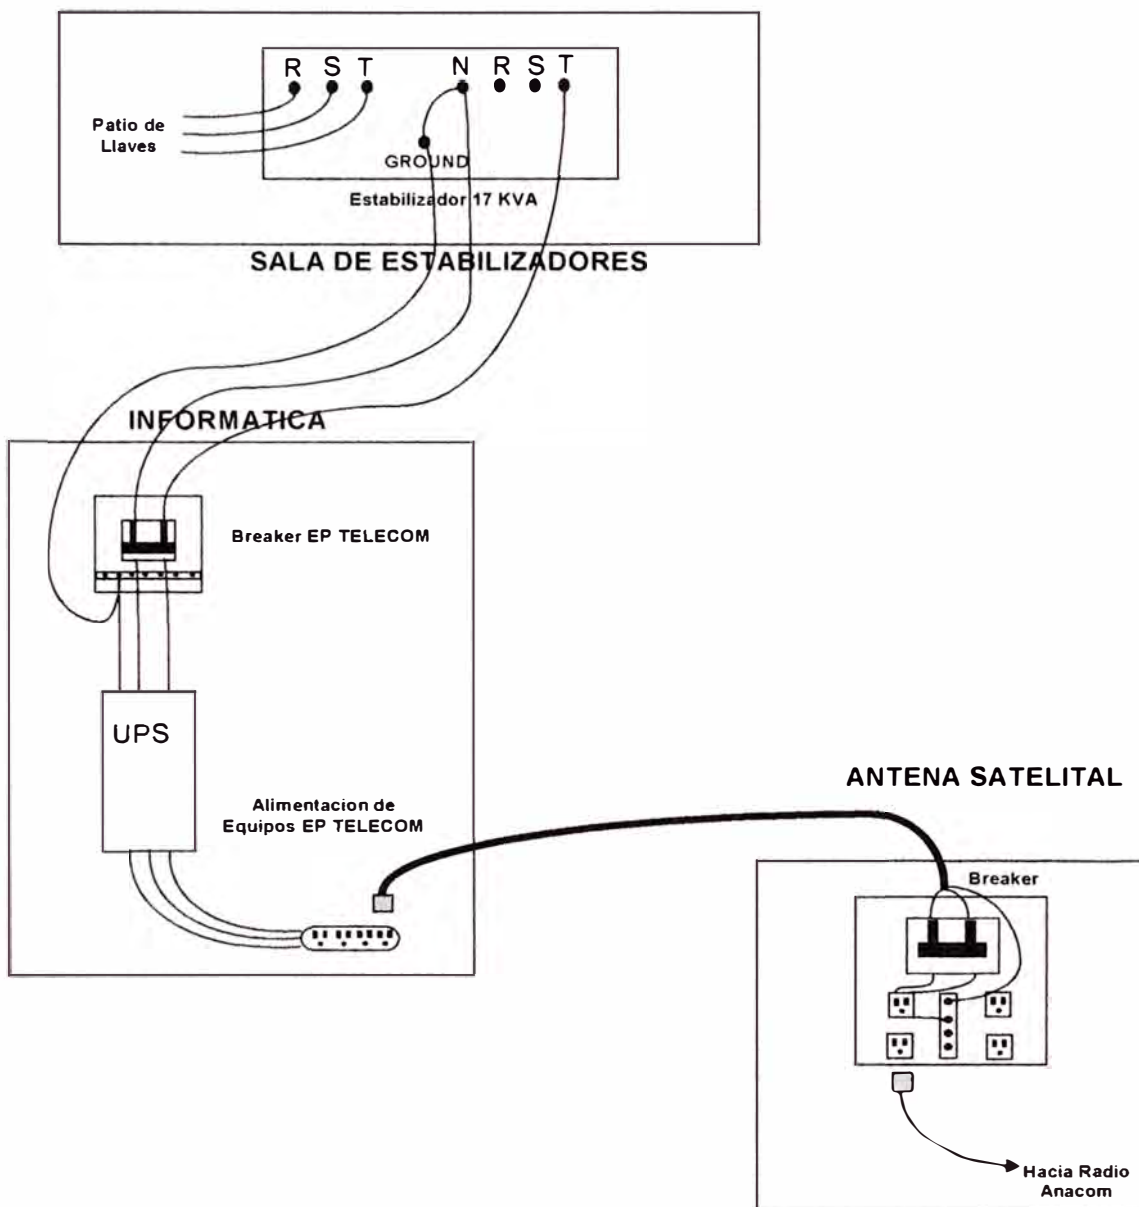 R S T N R S T
Patio de
Llaves
GROUND
Estabilizador 17 KVA
SALA DE ESTABILIZADORES
INFORMATICA
Breaker EP TELECOM
UPS
Alimentacion de
Equipos EP TELECOM
ANTENA SATELITAL
Breaker
Hacia Radio
Anacom